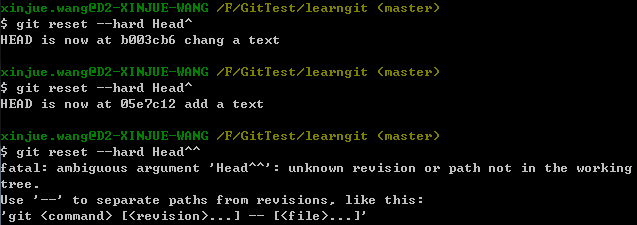 xinjue.wang@D2-XINJUE-WANG /F/GitTest/learngit (master)
$ git reset --hard Head^
HEAD is now at b003cb6 chang a text
xinjue.wang@D2-XINJUE-WANG /F/GitTest/learngit (master)
$ git reset --hard Head^
HEAD is now at 05e7c12 add a text
xinjue.wang@D2-XINJUE-WANG /F/GitTest/learngit (master)
$ git reset --hard Head^^
fatal: ambiguous argument 'Head^^': unknown revision or path not in the working
tree.
Use '--' to separate paths from revisions, like this:
'git <command> [<revision>...] -- [<file>...]'